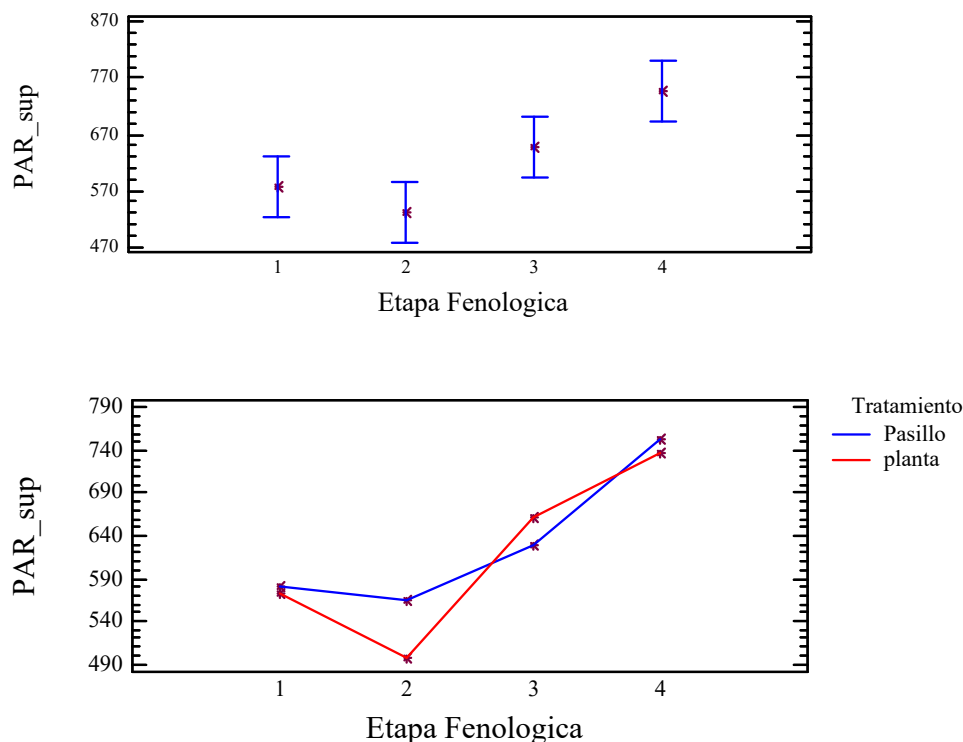 870
770
670
570
470
PAR_sup
1 2 3 4
Etapa Fenologica
790
740
690
640
590
540
490
PAR_sup
1 2 3 4
Etapa Fenologica
Tratamiento
Pasillo
planta